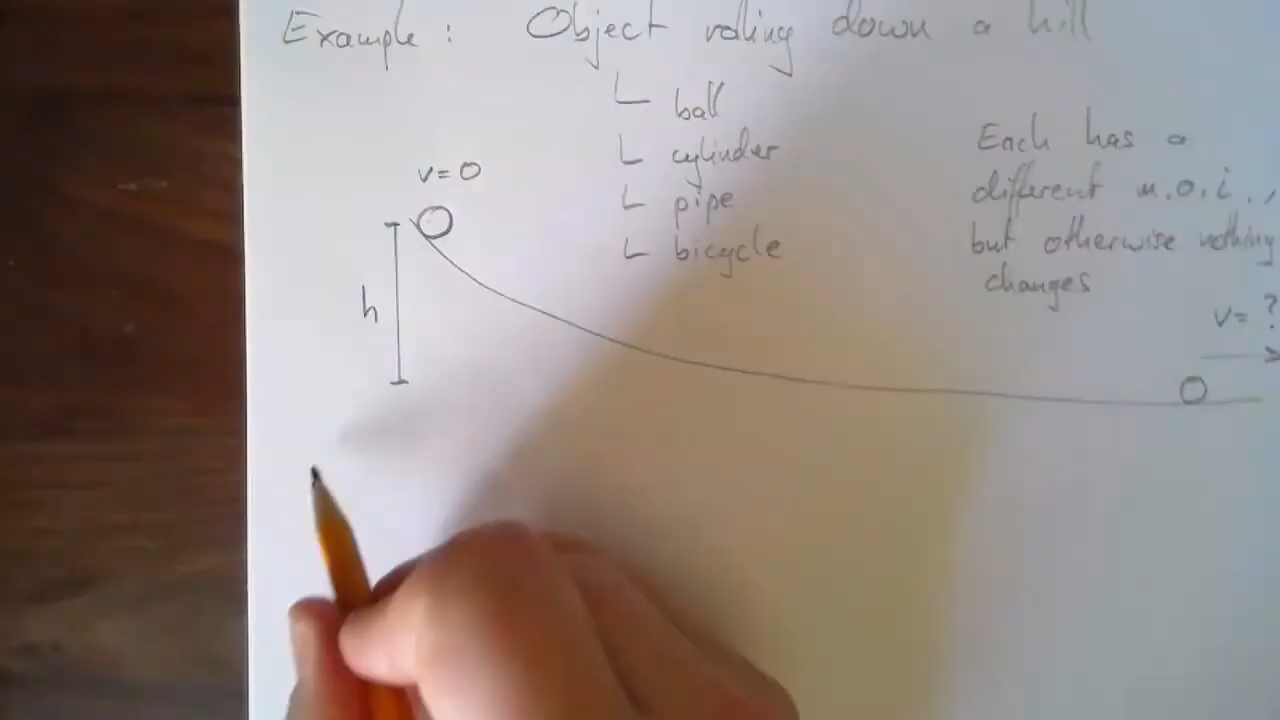 Example : Object rolling down a hill
ball
cylinder
pipe
bicycle
Each has a
different m.o.i.,
but otherwise nothing
changes
v = 0
h
v = ?